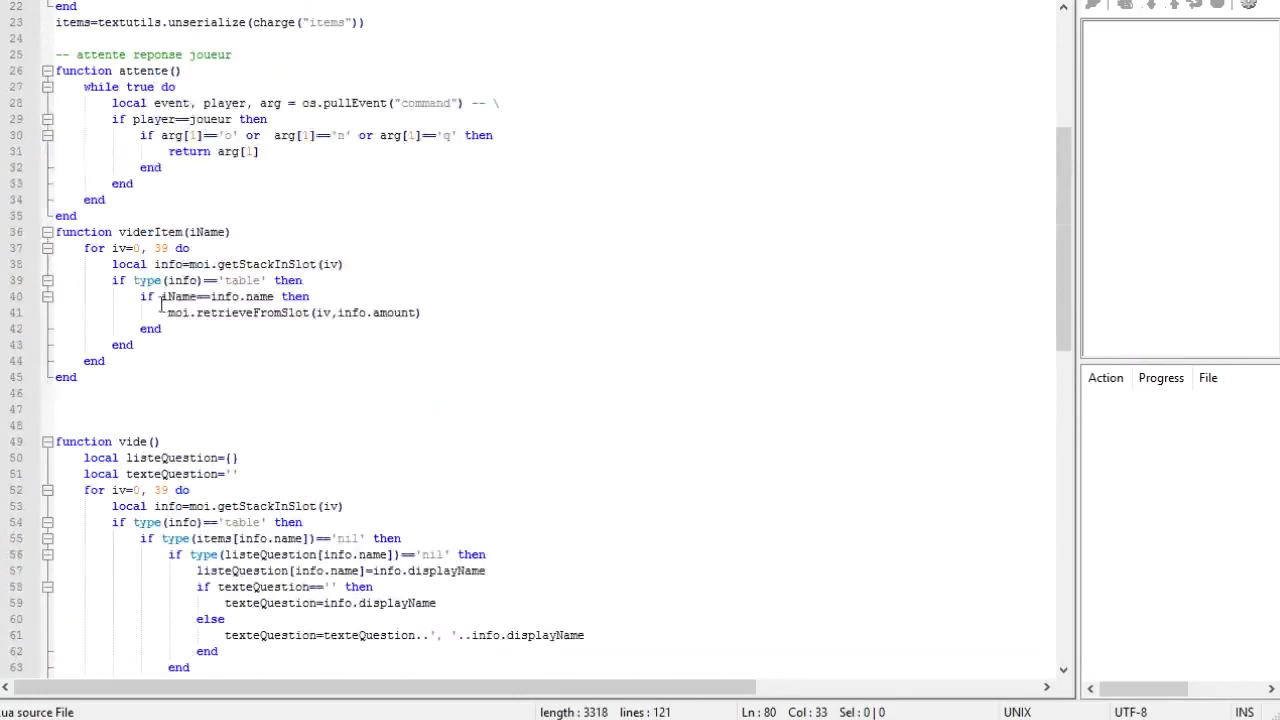 22 end
23 items=textutils.unserialize(charge("items"))
24
25 -- attente reponse joueur
26 function attente()
27 while true do
28 local event, player, arg = os.pullEvent("command") -- \
29 if player==joueur then
30 if arg[1]=='o' or  arg[1]=='n' or arg[1]=='q' then
31 return arg[1]
32 end
33 end
34 end
35 end
36 function viderItem(iName)
37 for iv=0, 39 do
38 local info=moi.getStackInSlot(iv)
39 if type(info)=='table' then
40 if iName==info.name then
41 moi.retrieveFromSlot(iv,info.amount)
42 end
43 end
44 end
45 end
46
47
48
49 function vide()
50 local listeQuestion={}
51 local texteQuestion=''
52 for iv=0, 39 do
53 local info=moi.getStackInSlot(iv)
54 if type(info)=='table' then
55 if type(items[info.name])=='nil' then
56 if type(listeQuestion[info.name])=='nil' then
57 listeQuestion[info.name]=info.displayName
58 if texteQuestion=='' then
59 texteQuestion=info.displayName
60 else
61 texteQuestion=texteQuestion..', '..info.displayName
62 end
63 end
Action Progress File
ua source File length : 3318 lines : 121 Ln : 80 Col : 33 Sel : 0 | 0 UNIX UTF-8 INS